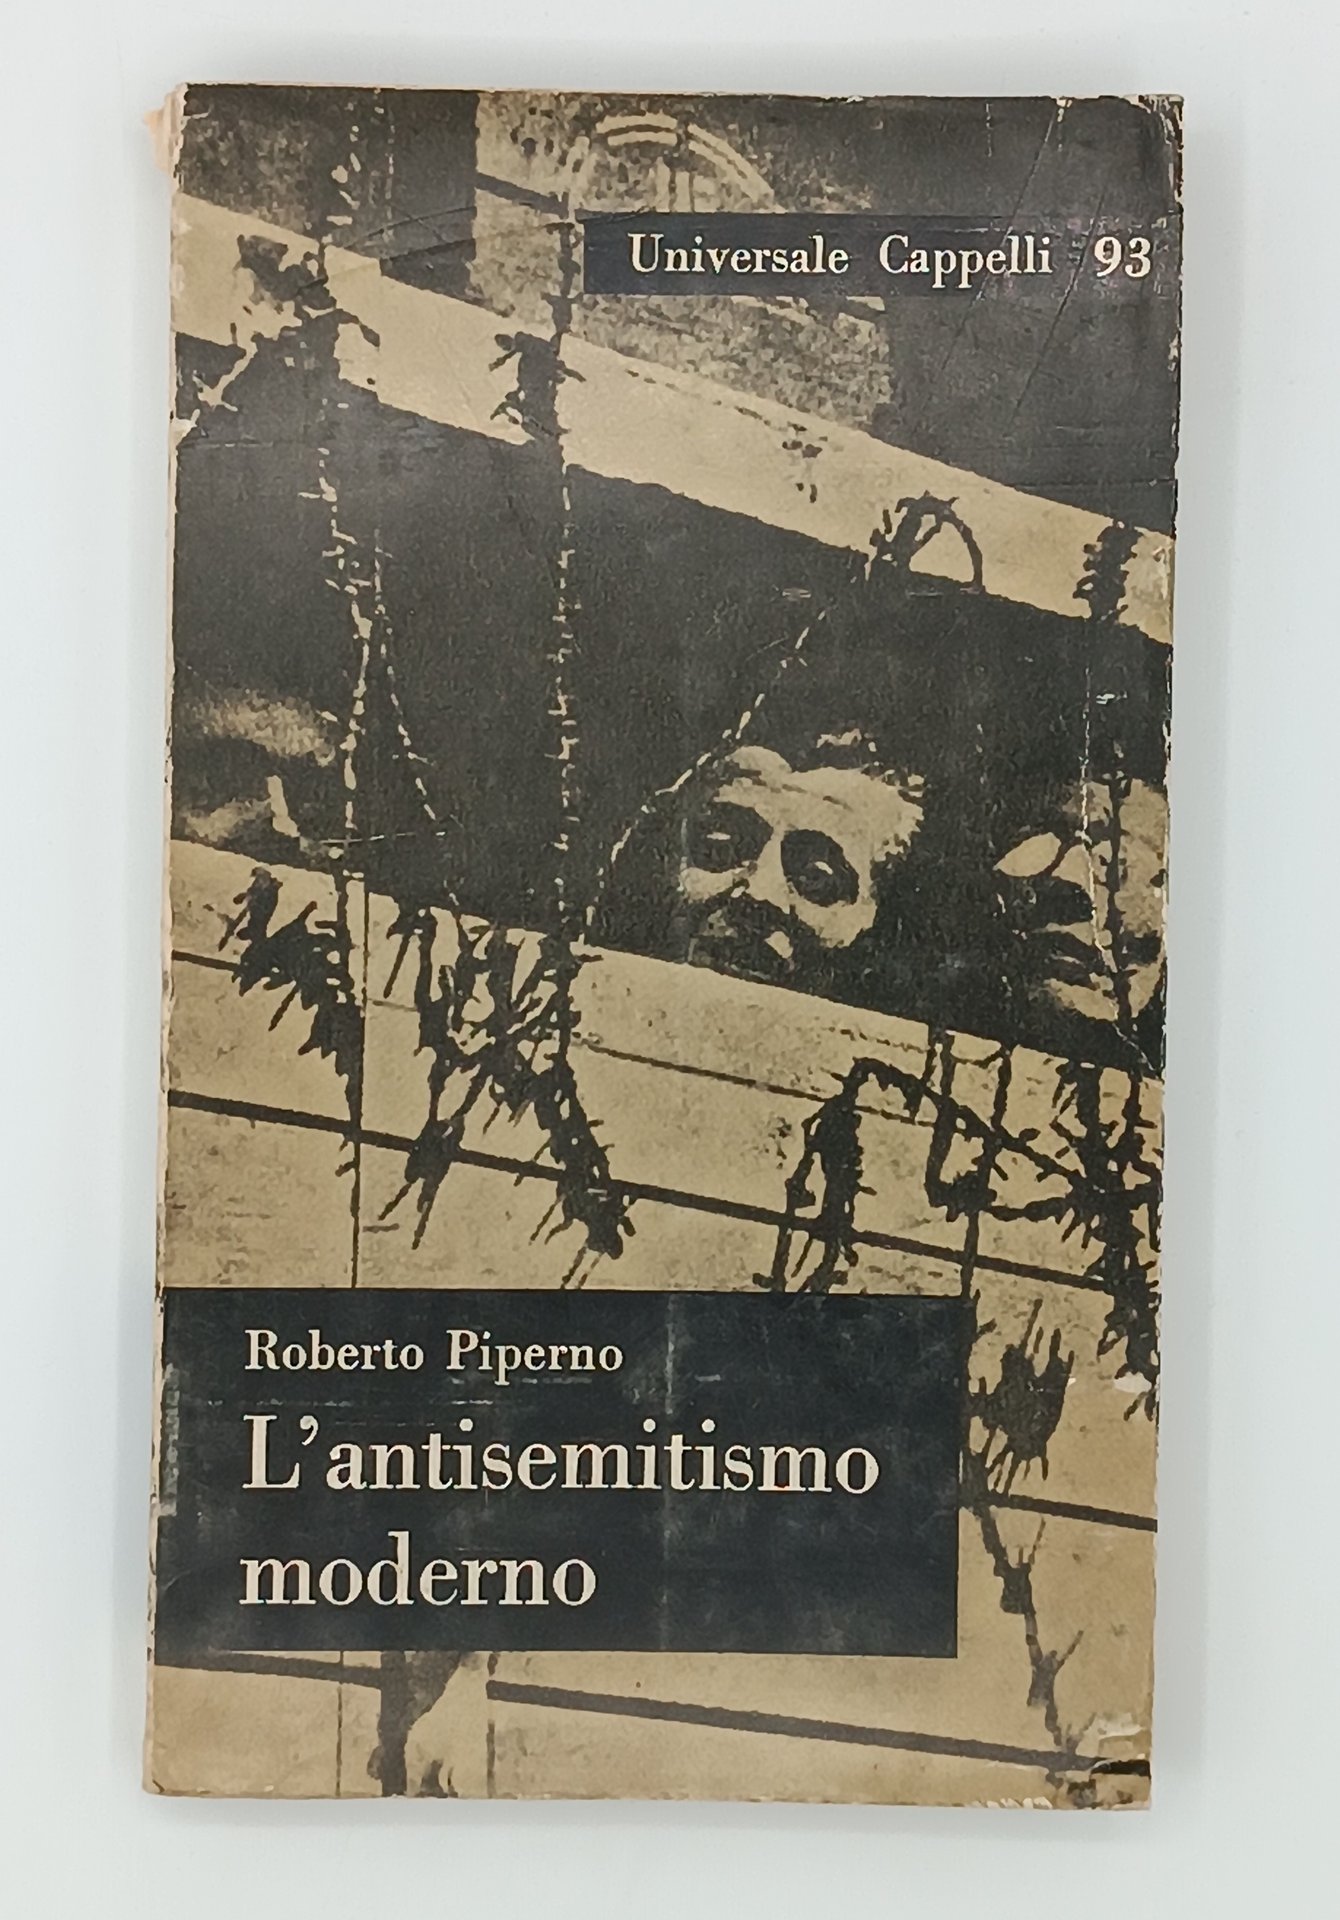 Universale Cappelli 93
Roberto Piperno
L'antisemitismo
moderno